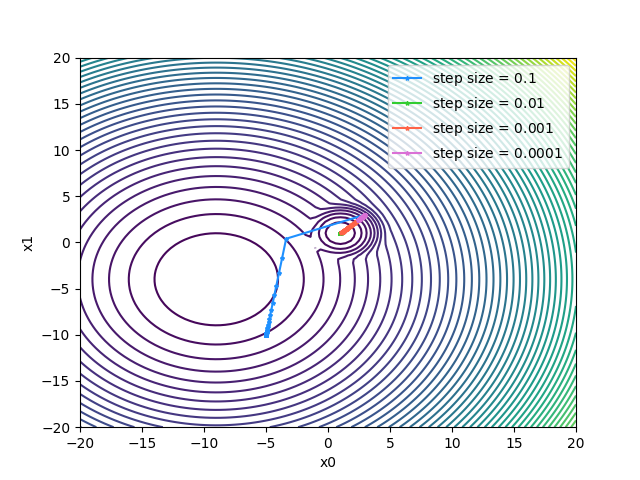 step size = 0.1
step size = 0.01
step size = 0.001
step size = 0.0001
20
15
10
5
0
−5
−10
−15
−20
x1
−20 −15 −10 −5 0 5 10 15 20
x0